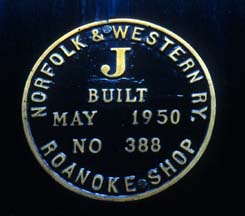 NORFOLK & WESTERN RY.
J
BUILT
MAY 1950
NO 388
ROANOKE SHOP